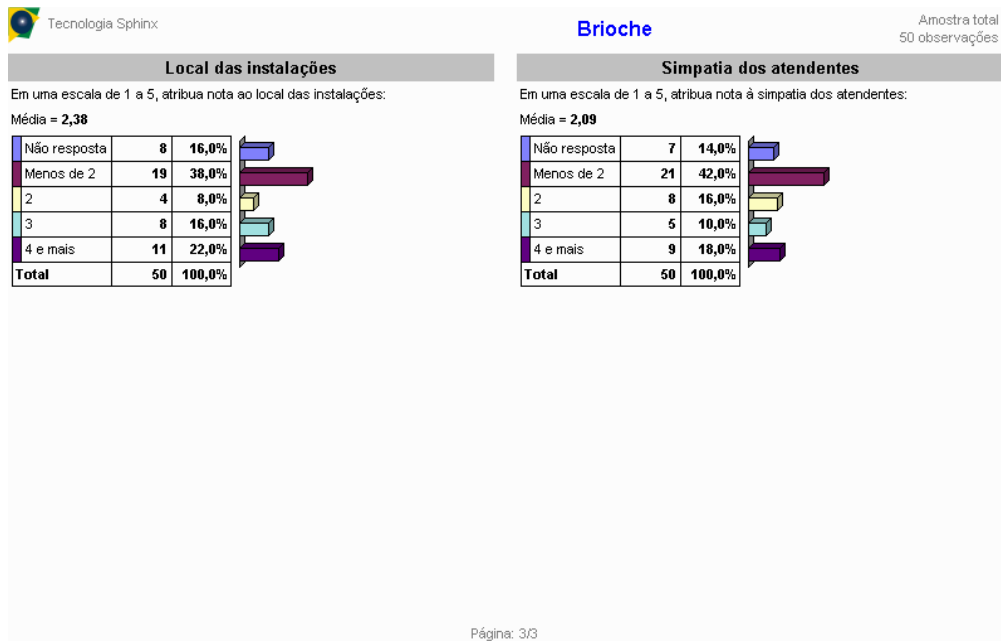 Tecnologia Sphinx
Brioche
Amostra total
50 observações
Local das instalações
Em uma escala de 1 a 5, atribua nota ao local das instalações:
Média = 2,38
Não resposta 8 16,0%
Menos de 2 19 38,0%
2 4 8,0%
3 8 16,0%
4 e mais 11 22,0%
Total 50 100,0%
Simpatia dos atendentes
Em uma escala de 1 a 5, atribua nota à simpatia dos atendentes:
Média = 2,09
Não resposta 7 14,0%
Menos de 2 21 42,0%
2 8 16,0%
3 5 10,0%
4 e mais 9 18,0%
Total 50 100,0%
Página: 3/3